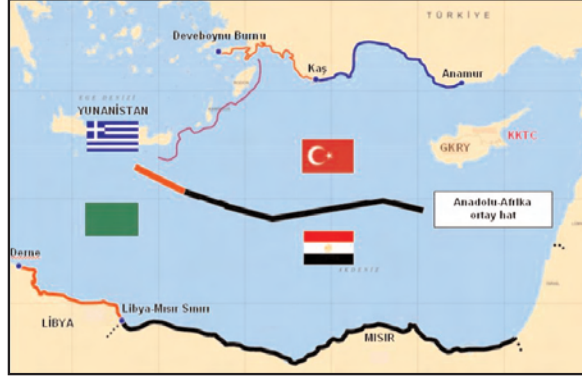 TÜRKİYE
Deveboynu Burnu
Kaş
Anamur
EGE DENİZİ
YUNANİSTAN
GKRY
KKTC
Anadolu-Afrika
ortay hat
Derne
AKDENİZ
Libya-Mısır Sınırı
LİBYA
MISIR